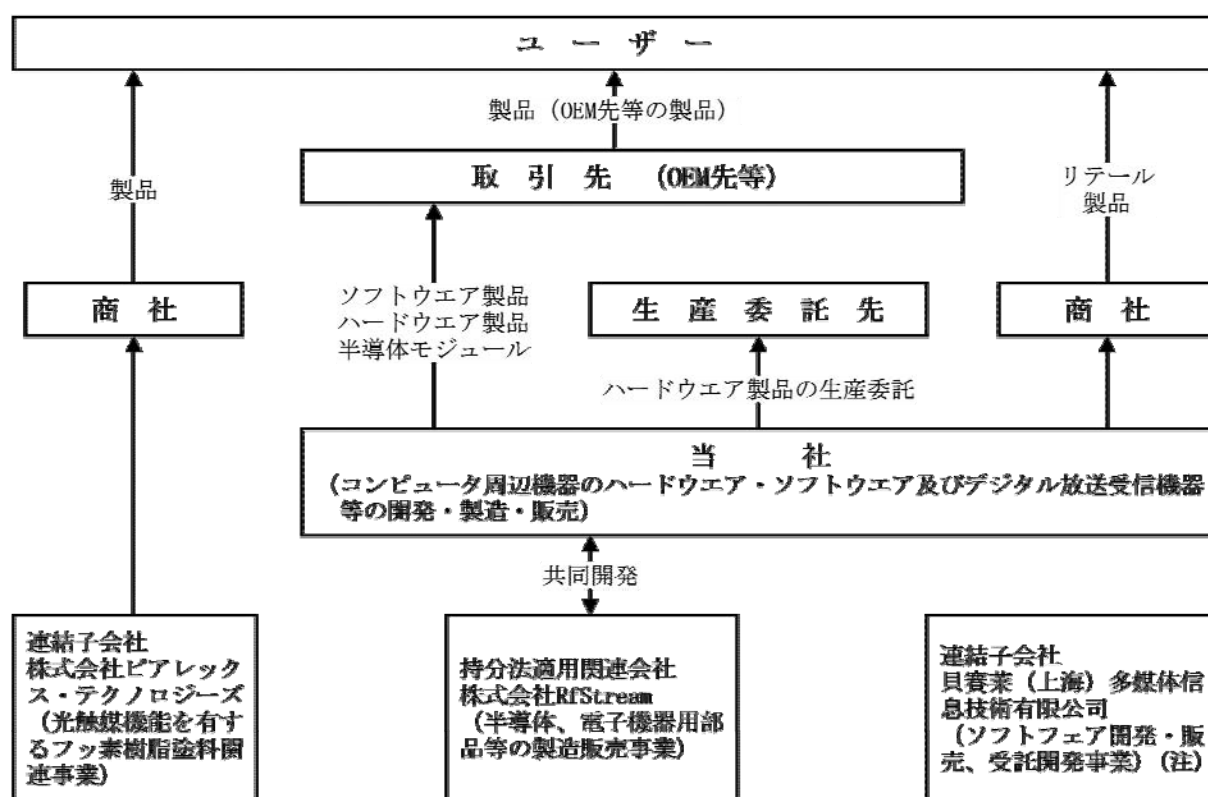 ユーザー
製品（OEM先等の製品）
取引先　（OEM先等）
製品
リテール
製品
商社
ソフトウエア製品
ハードウエア製品
半導体モジュール
生産委託先
商社
ハードウエア製品の生産委託
当社
（コンピュータ周辺機器のハードウエア・ソフトウエア及びデジタル放送受信機器
等の開発・製造・販売）
共同開発
連結子会社
株式会社ピアレック
ス・テクノロジーズ
（光触媒機能を有す
るフッ素樹脂塗料関
連事業）
持分法適用関連会社
株式会社RfStream
（半導体、電子機器用部
品等の製造販売事業）
連結子会社
貝賽莱（上海）多媒体信
息技術有限公司
（ソフトフェア開発・販
売、受託開発事業）（注）